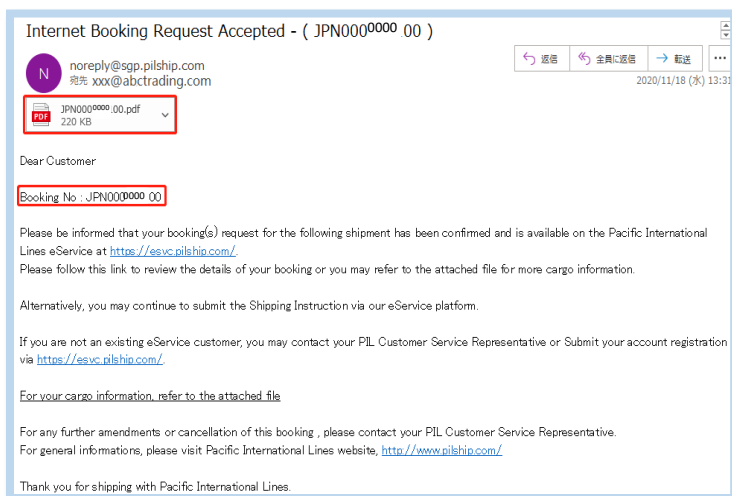 Internet Booking Request Accepted - ( JPN0000000 00 )
N
noreply@sgp.pilship.com
宛先 xxx@abctrading.com
返信
全員に返信
転送
...
2020/11/18 (水) 13:31
PDF
JPN0000000.00.pdf
220 KB
Dear Customer
Booking No : JPN0000000 00
Please be informed that your booking(s) request for the following shipment has been confirmed and is available on the Pacific International
Lines eService at https://esvc.pilship.com/.
Please follow this link to review the details of your booking or you may refer to the attached file for more cargo information.
Alternatively, you may continue to submit the Shipping Instruction via our eService platform.
If you are not an existing eService customer, you may contact your PIL Customer Service Representative or Submit your account registration
via https://esvc.pilship.com/.
For your cargo information, refer to the attached file
For any further amendments or cancellation of this booking , please contact your PIL Customer Service Representative.
For general informations, please visit Pacific International Lines website, http://www.pilship.com/
Thank you for shipping with Pacific International Lines.